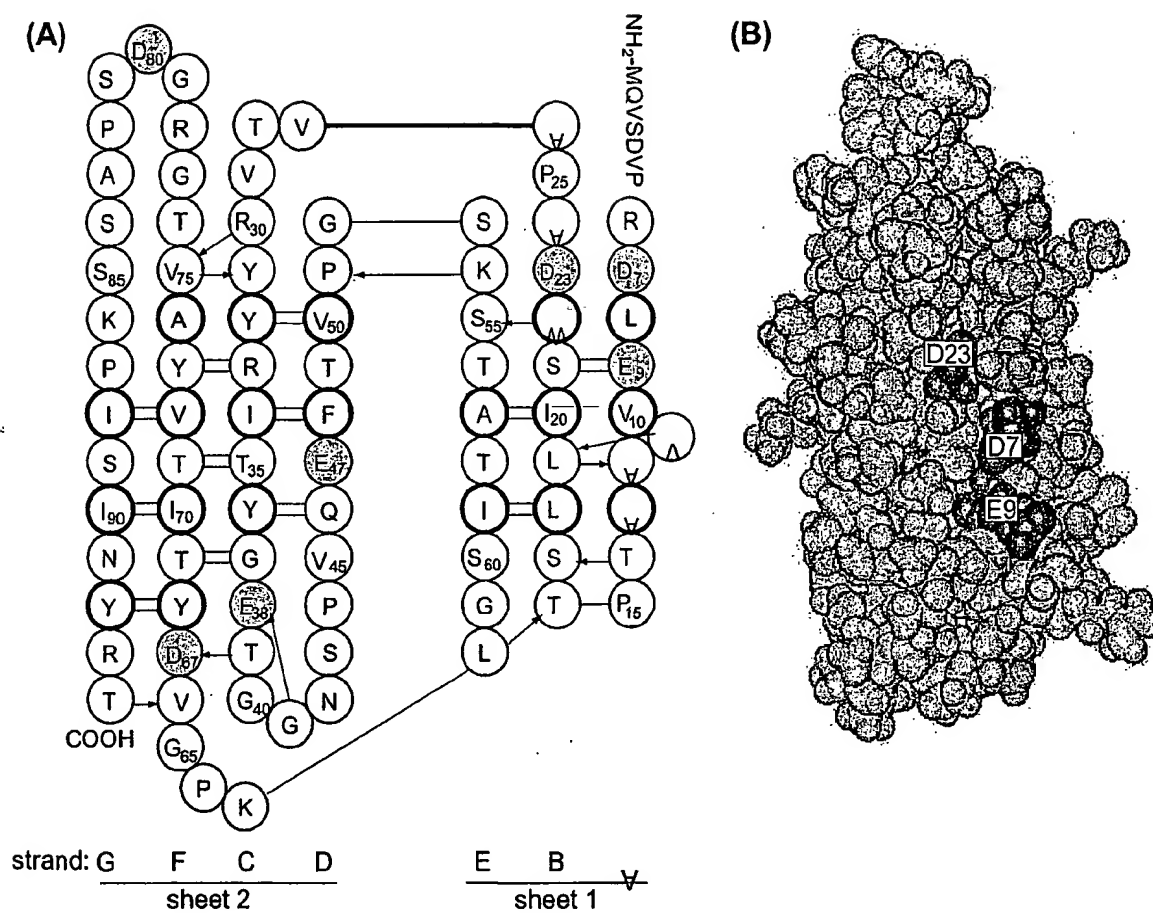 (A)
(B)
NH₂-MQVSDVP
D80
S G
P R T V A
A G V P25
S T R30 G S A R
S85 V75 Y P K D23 D7
K A Y V50 S55 W L
P Y R T T S E9
I V I F A I20 V10
V
S T T35 E47 T L A
I90 I70 Y Q I L A
N T G V45 S60 S T
Y Y E38 P G T P15
R D67 T S L
T V G40 G N
COOH
G65
P K
strand: G F C D E B A
sheet 2 sheet 1
D23
D7
E9